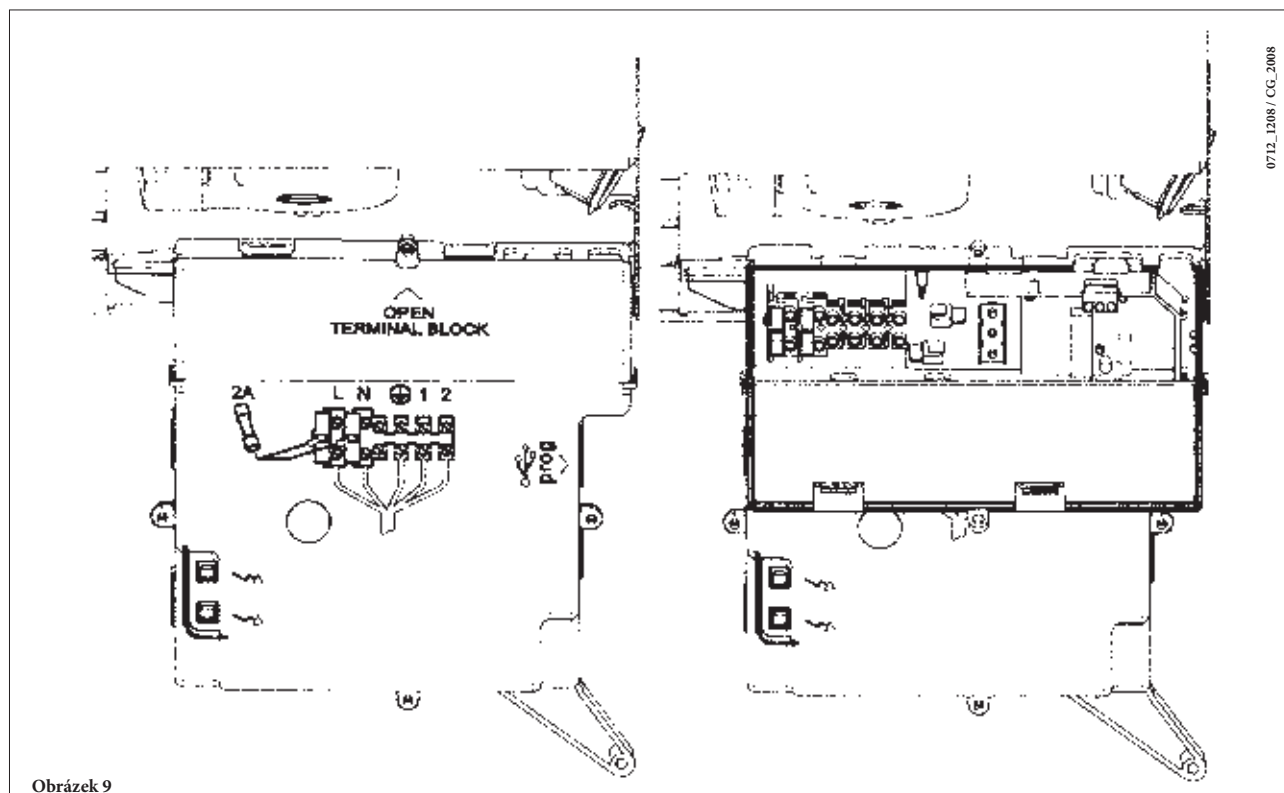 0712_1208 / CG_2008
OPEN
TERMINAL BLOCK
2A
L N 1 2
prog
Obrázek 9